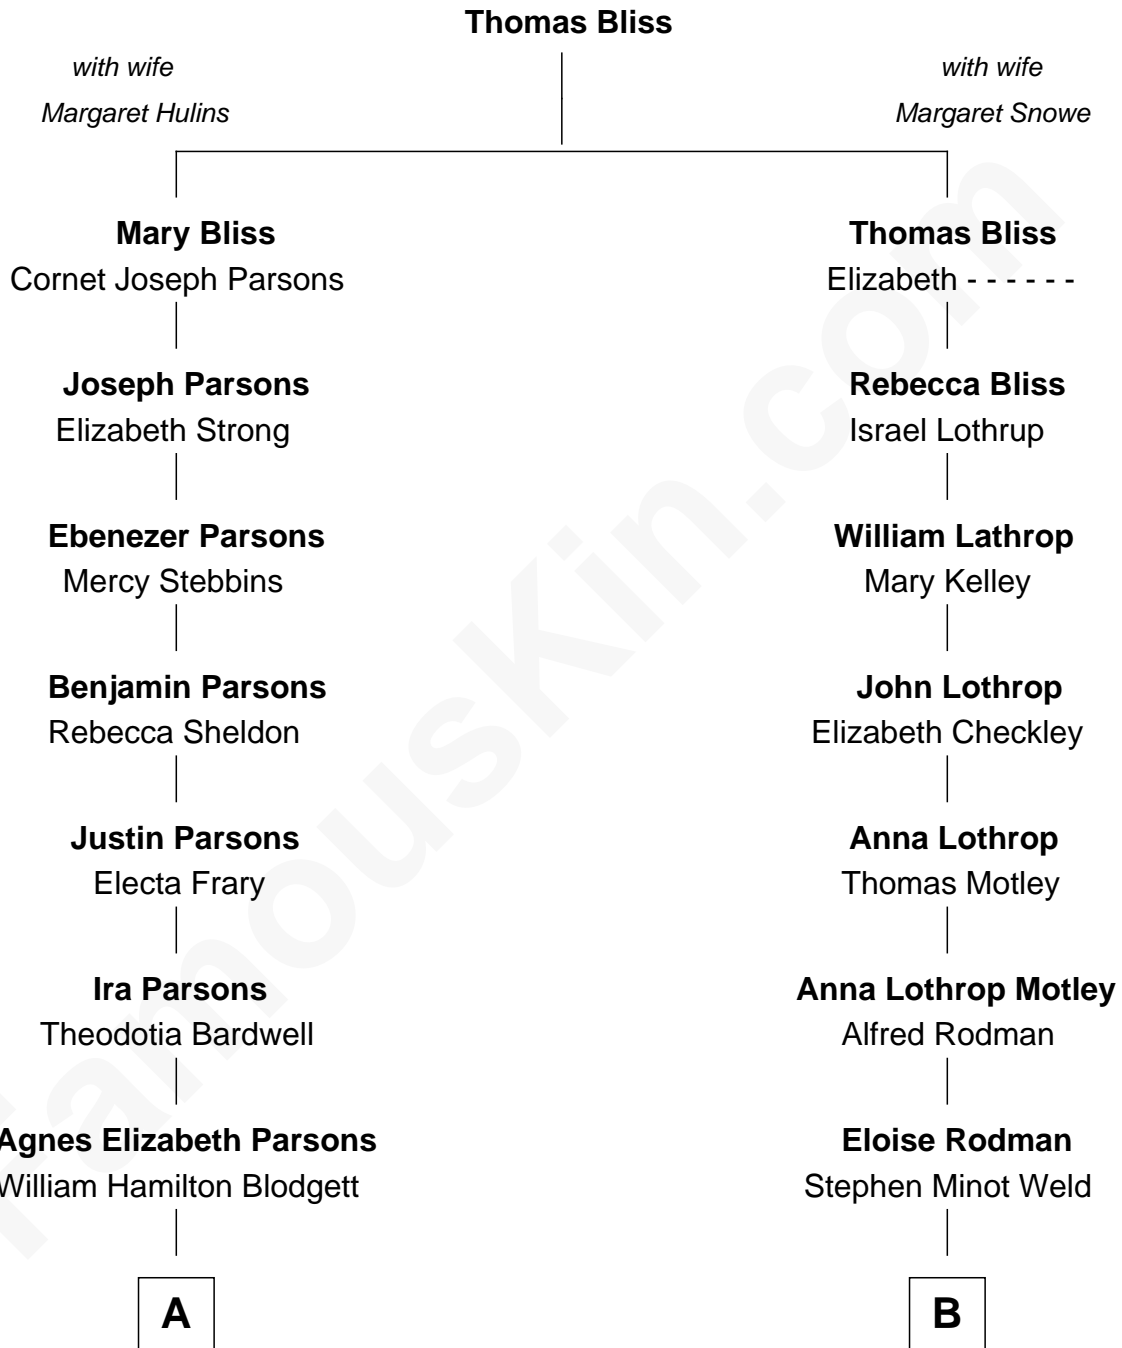 Thomas Bliss
with wife
Margaret Hulins
with wife
Margaret Snowe
Mary Bliss
Cornet Joseph Parsons
Thomas Bliss
Elizabeth - - - - - -
Joseph Parsons
Elizabeth Strong
Rebecca Bliss
Israel Lothrup
Ebenezer Parsons
Mercy Stebbins
William Lathrop
Mary Kelley
Benjamin Parsons
Rebecca Sheldon
John Lothrop
Elizabeth Checkley
Justin Parsons
Electa Frary
Anna Lothrop
Thomas Motley
Ira Parsons
Theodotia Bardwell
Anna Lothrop Motley
Alfred Rodman
Agnes Elizabeth Parsons
William Hamilton Blodgett
Eloise Rodman
Stephen Minot Weld
A
B
FamousKin.com